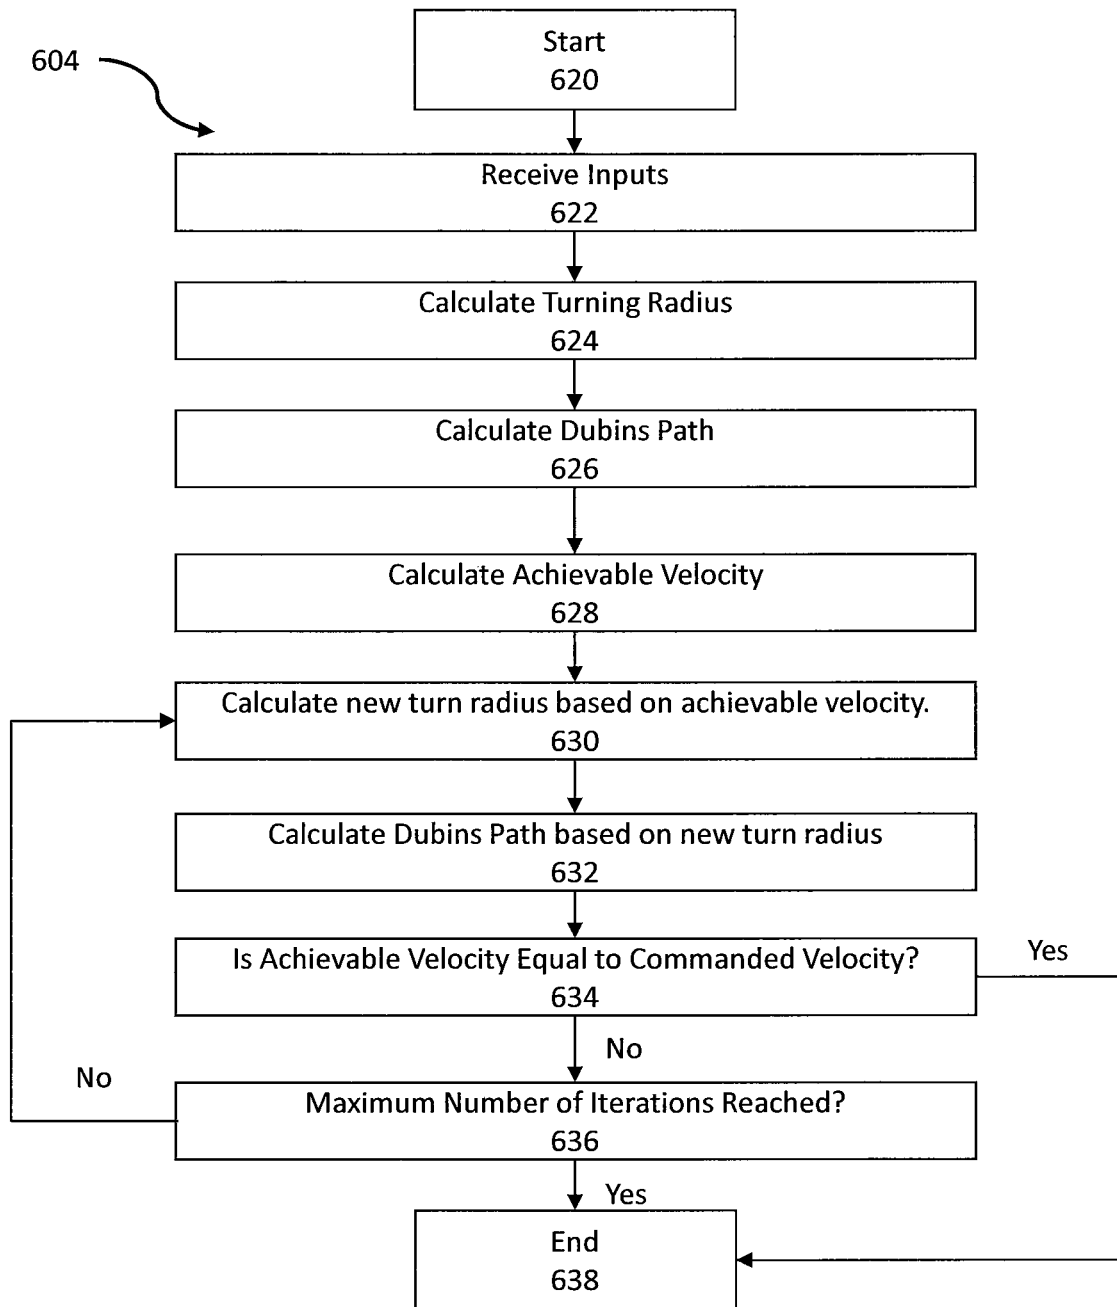 604
Start
620
Receive Inputs
622
Calculate Turning Radius
624
Calculate Dubins Path
626
Calculate Achievable Velocity
628
Calculate new turn radius based on achievable velocity.
630
Calculate Dubins Path based on new turn radius
632
Is Achievable Velocity Equal to Commanded Velocity?
634
Yes
No
No
Maximum Number of Iterations Reached?
636
Yes
End
638